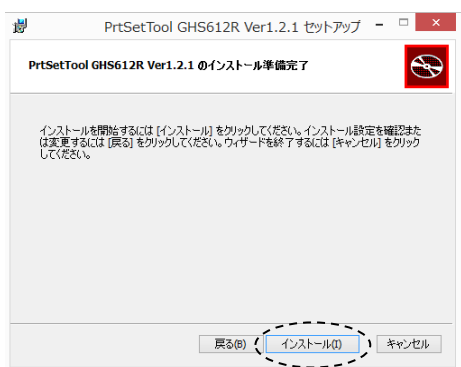 PrtSetTool GHS612R Ver1.2.1 セットアップ
PrtSetTool GHS612R Ver1.2.1 のインストール準備完了
インストールを開始するには [インストール] をクリックしてください。インストール設定を確認また
は変更するには [戻る] をクリックしてください。ウィザードを終了するには [キャンセル] をクリック
してください。
戻る(B) インストール(I) キャンセル